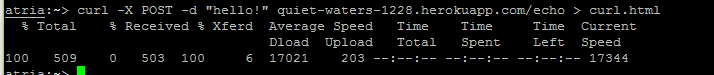 atria:~> curl -X POST -d "hello!" quiet-waters-1228.herokuapp.com/echo > curl.html
% Total % Received % Xferd Average Speed Time Time Time Current
Dload Upload Total Spent Left Speed
100 509 0 503 100 6 17021 203 --:--:-- --:--:-- --:--:-- 17344
atria:~>